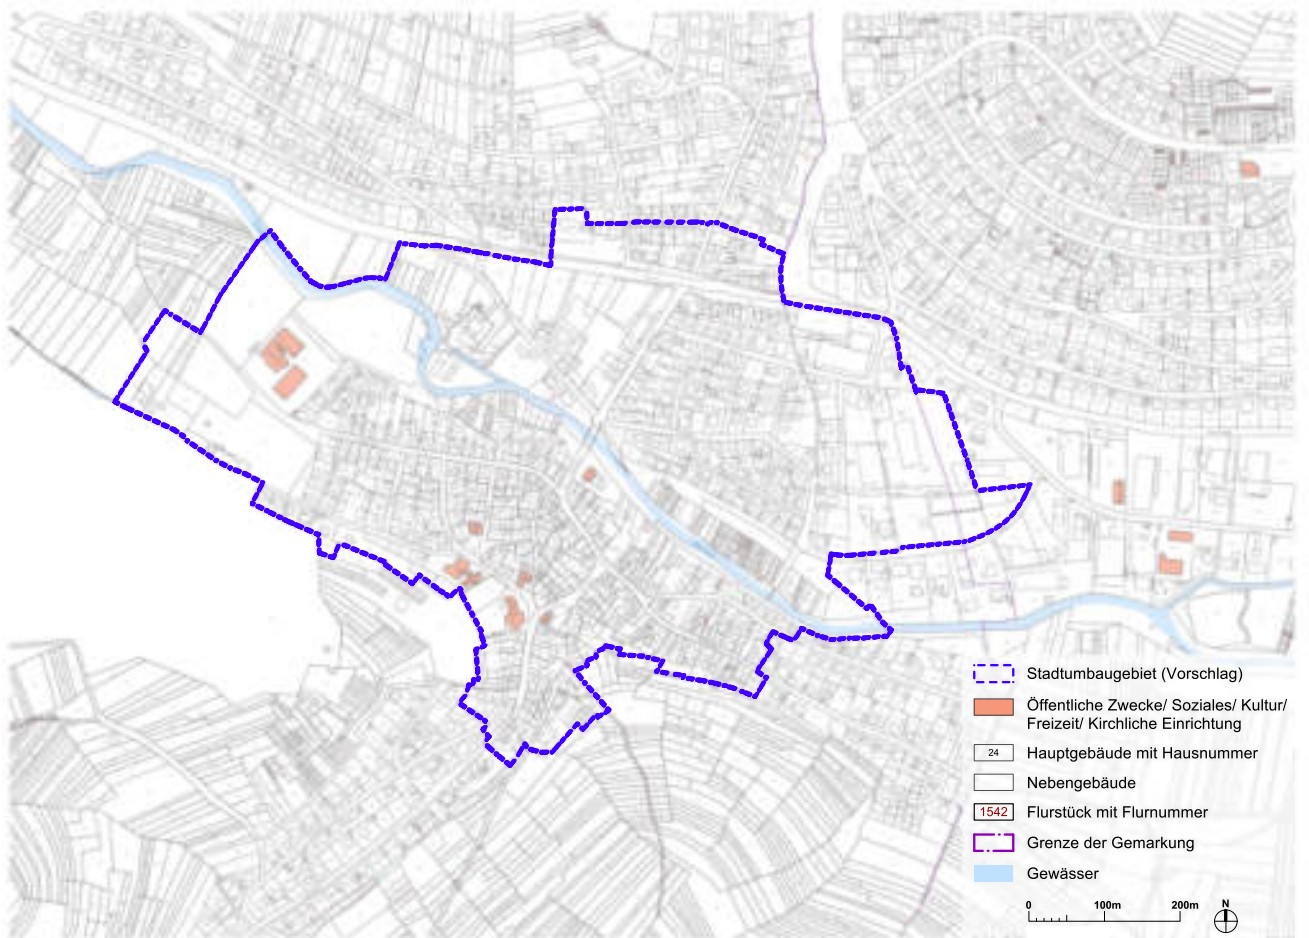 Stadtumbaugebiet (Vorschlag)
Öffentliche Zwecke/ Soziales/ Kultur/
Freizeit/ Kirchliche Einrichtung
24 Hauptgebäude mit Hausnummer
Nebengebäude
1542 Flurstück mit Flurnummer
Grenze der Gemarkung
Gewässer
0 100m 200m N